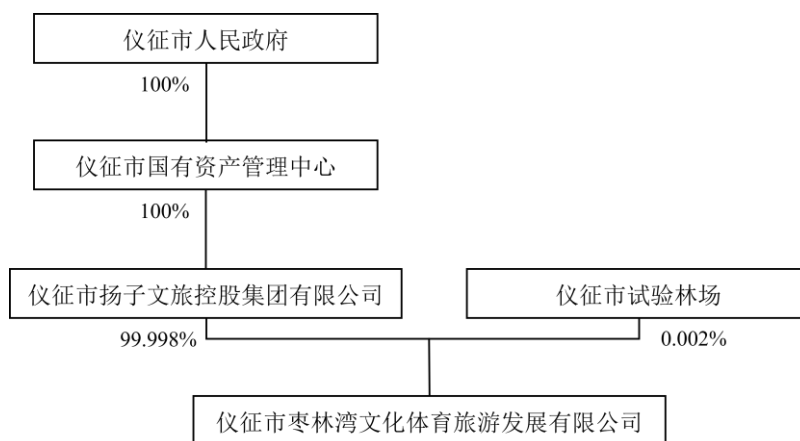 仪征市人民政府
100%
仪征市国有资产管理中心
100%
仪征市扬子文旅控股集团有限公司
仪征市试验林场
99.998%
0.002%
仪征市枣林湾文化体育旅游发展有限公司